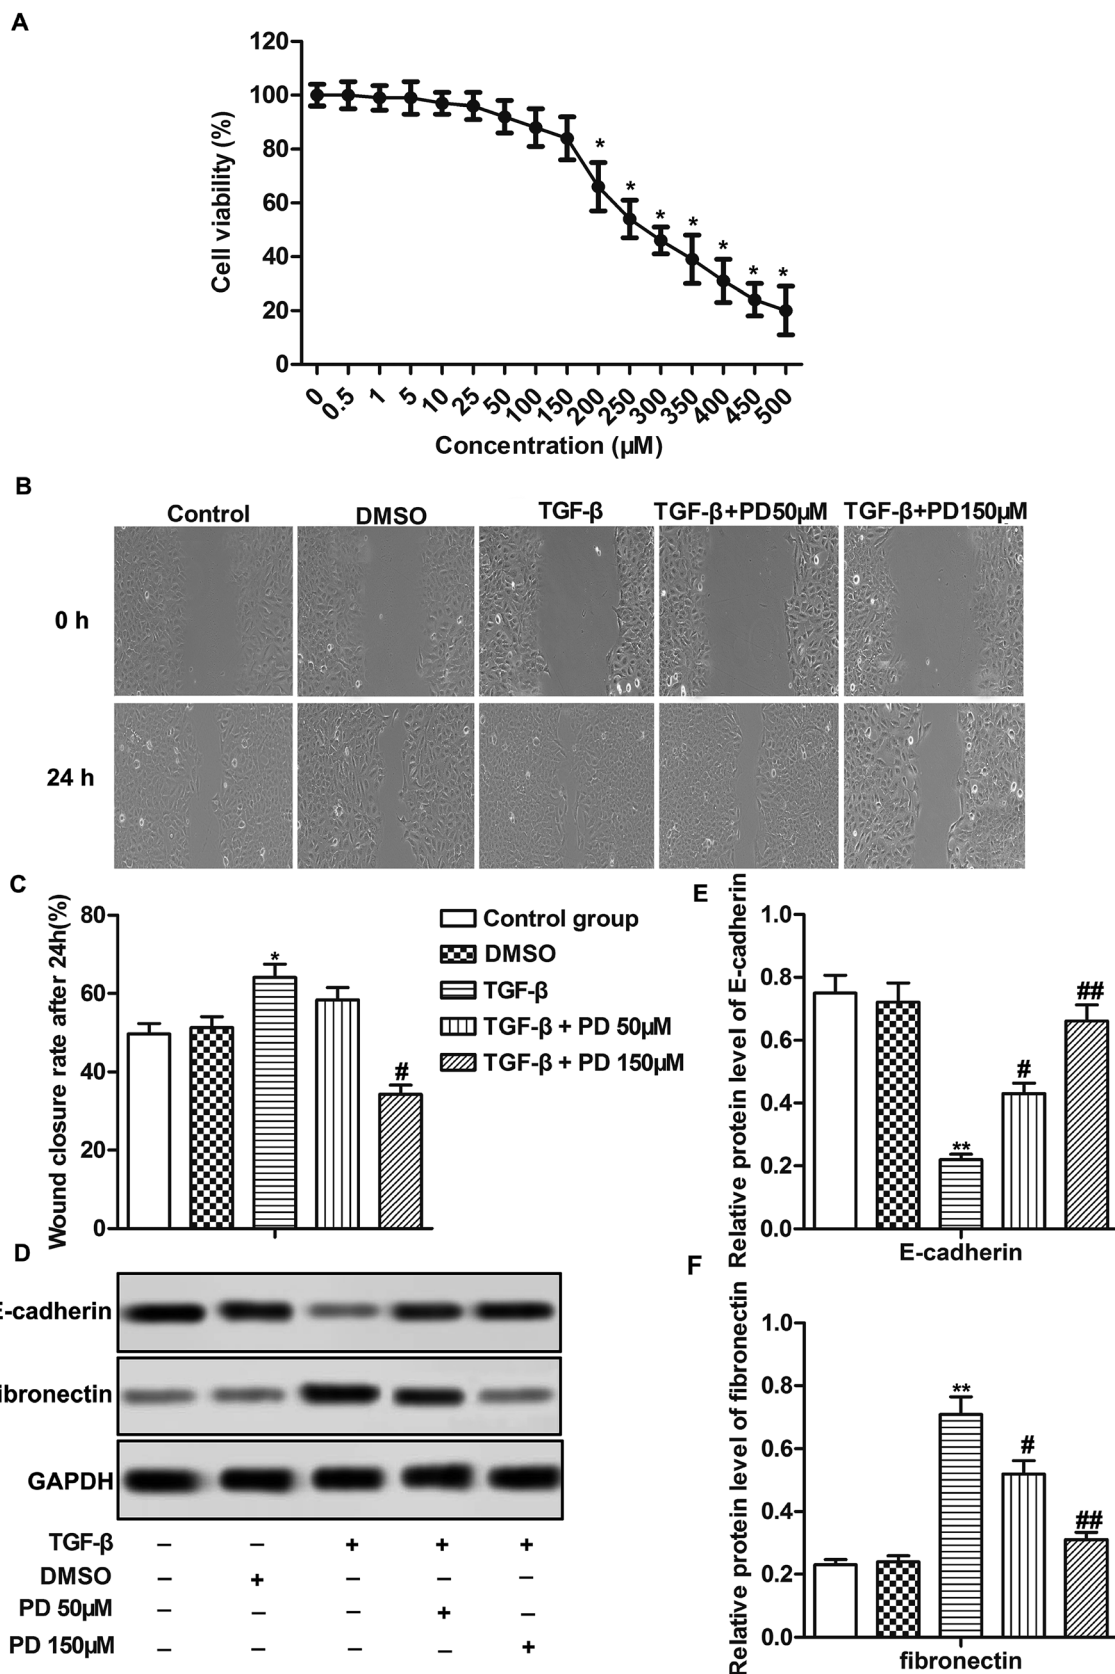 A
120
100
80
60
40
20
0
Cell viability (%)
* * * * * * *
0 0.5 1 5 10 25 50 100 150 200 250 300 350 400 450 500
Concentration (μM)
B
Control DMSO TGF-β TGF-β+PD50μM TGF-β+PD150μM
0 h
24 h
C
80
60
40
20
0
Wound closure rate after 24h(%)
*
#
Control group
DMSO
TGF-β
TGF-β + PD 50μM
TGF-β + PD 150μM
E
1.0
0.8
0.6
0.4
0.2
0.0
Relative protein level of E-cadherin
**
#
##
E-cadherin
D
E-cadherin
ibronectin
GAPDH
TGF-β – – + + +
DMSO – + – – –
PD 50μM – – – + –
PD 150μM – – – – +
F
1.0
0.8
0.6
0.4
0.2
0.0
Relative protein level of fibronectin
**
#
##
fibronectin